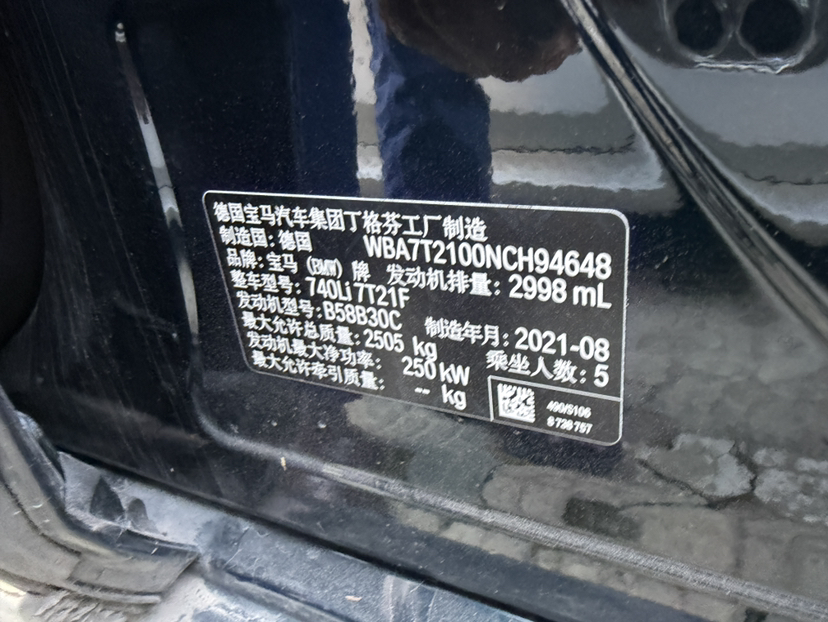 德国宝马汽车集团丁格芬工厂制造
制造国：德国 WBA7T2100NCH94648
品牌：宝马（BMW）牌 发动机排量：2998 mL
整车型号：740Li 7T21F
发动机型号：B58B30C 制造年月：2021-08
最大允许总质量：2505 kg 乘坐人数：5
发动机最大净功率： 250 kW
最大允许牵引质量： -- kg
490/5106
8 738 757